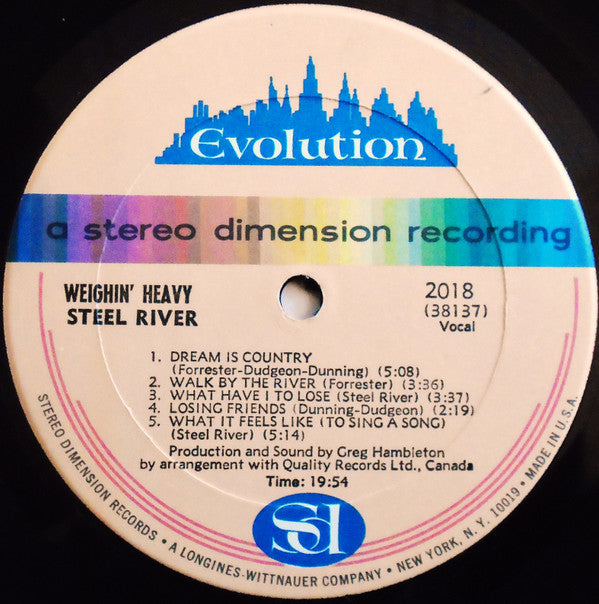 Evolution
a stereo dimension recording
WEIGHIN' HEAVY
STEEL RIVER
2018
(38137)
Vocal
1. DREAM IS COUNTRY
(Forrester-Dudgeon-Dunning) (5:08)
2. WALK BY THE RIVER (Forrester) (3:36)
3. WHAT HAVE I TO LOSE (Steel River) (3:37)
4. LOSING FRIENDS (Dunning-Dudgeon) (2:19)
5. WHAT IT FEELS LIKE (TO SING A SONG)
(Steel River) (5:14)
Production and Sound by Greg Hambleton
by arrangement with Quality Records Ltd., Canada
Time: 19:54
sd
STEREO DIMENSION RECORDS • A LONGINES-WITTNAUER COMPANY • NEW YORK, N. Y. 10019 • MADE IN U.S.A.